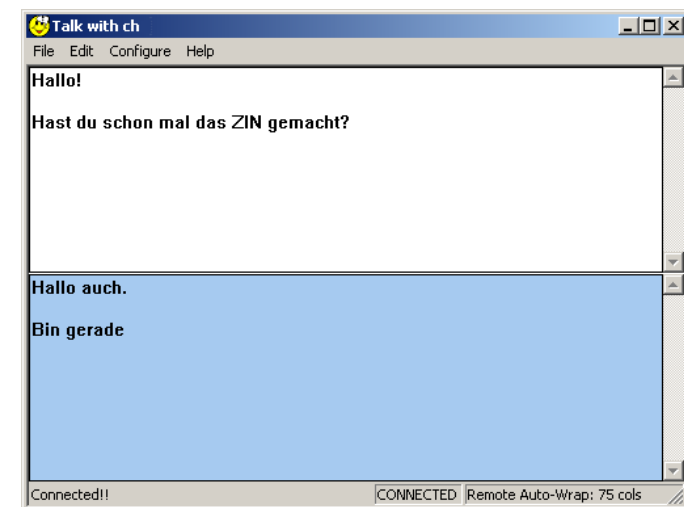 Talk with ch
File Edit Configure Help
Hallo!
Hast du schon mal das ZIN gemacht?
Hallo auch.
Bin gerade
Connected!! CONNECTED Remote Auto-Wrap: 75 cols